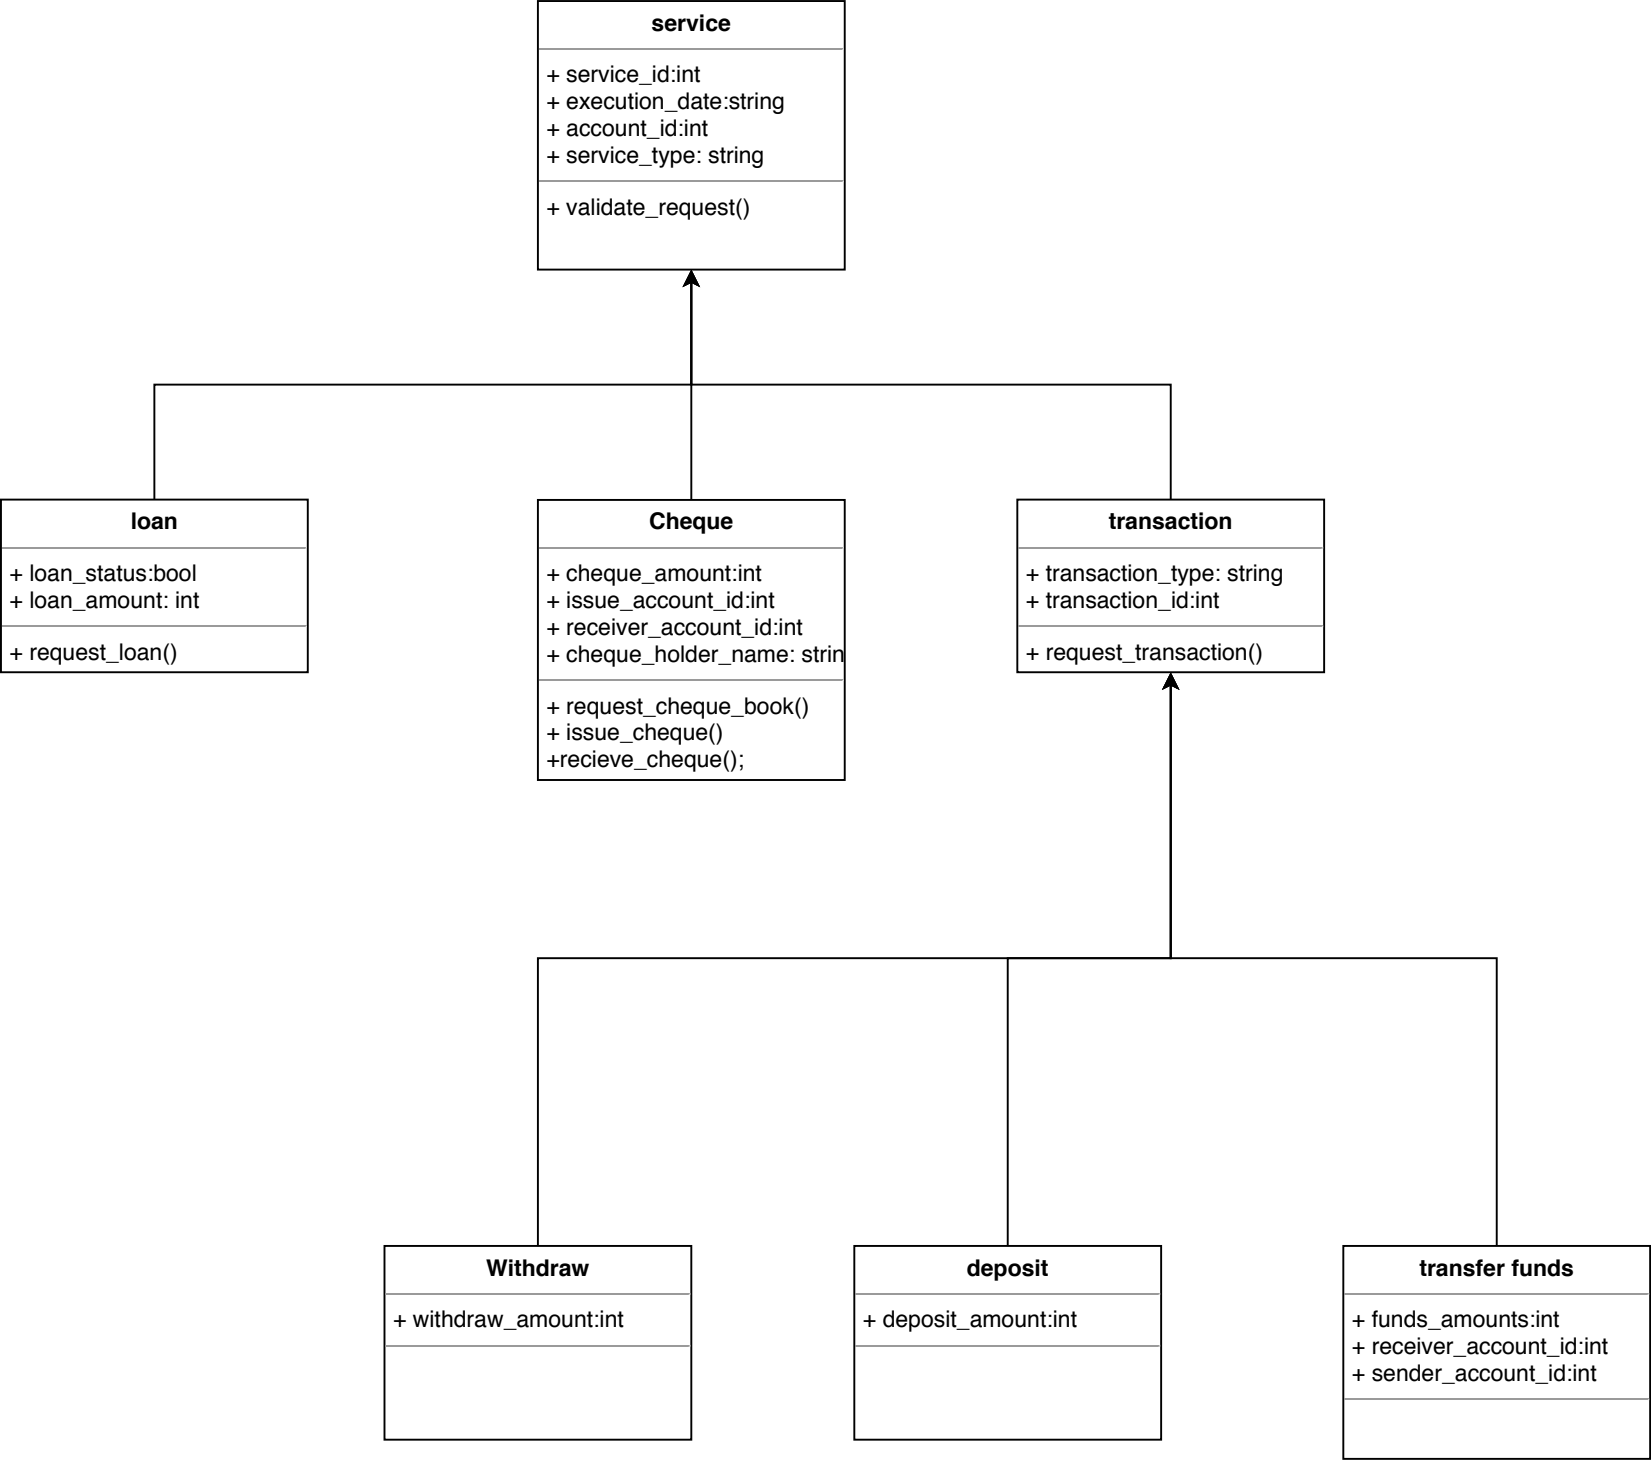 service
+ service_id:int
+ execution_date:string
+ account_id:int
+ service_type: string
+ validate_request()
loan
+ loan_status:bool
+ loan_amount: int
+ request_loan()
Cheque
+ cheque_amount:int
+ issue_account_id:int
+ receiver_account_id:int
+ cheque_holder_name: strin
+ request_cheque_book()
+ issue_cheque()
+recieve_cheque();
transaction
+ transaction_type: string
+ transaction_id:int
+ request_transaction()
Withdraw
+ withdraw_amount:int
deposit
+ deposit_amount:int
transfer funds
+ funds_amounts:int
+ receiver_account_id:int
+ sender_account_id:int